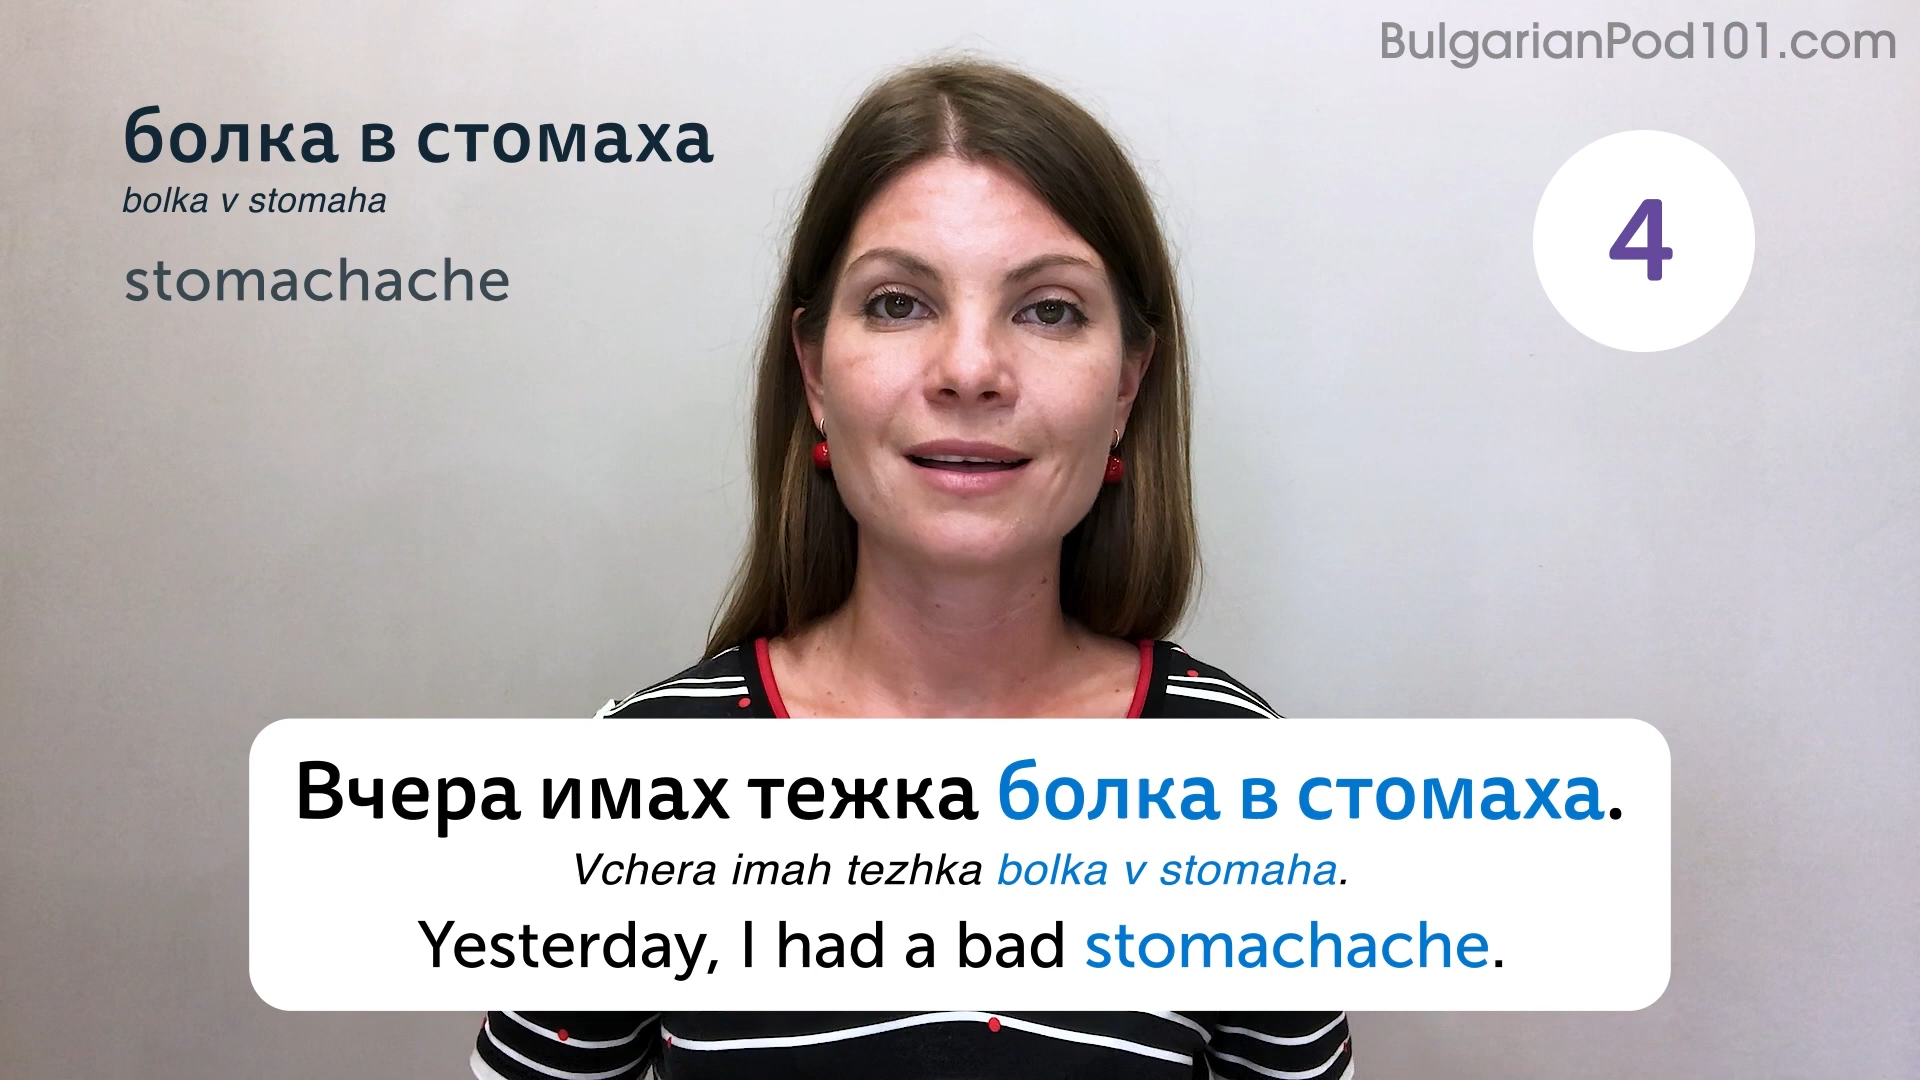 BulgarianPod101.com
болка в стомаха
bolka v stomaha
stomachache
4
Вчера имах тежка болка в стомаха.
Vchera imah tezhka bolka v stomaha.
Yesterday, I had a bad stomachache.